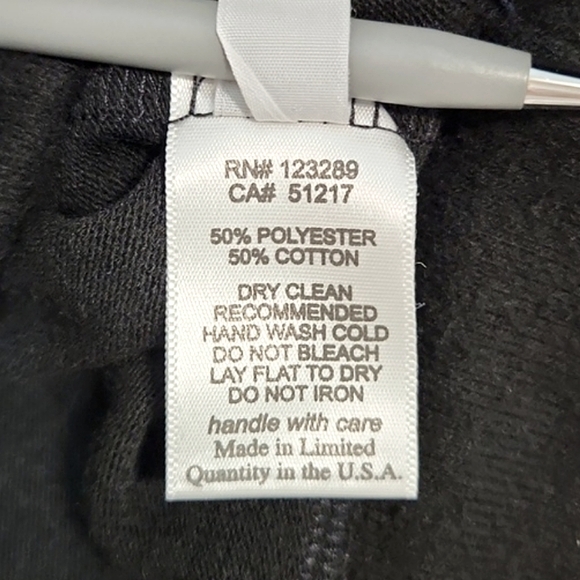 RN# 123289
CA# 51217
50% POLYESTER
50% COTTON
DRY CLEAN
RECOMMENDED
HAND WASH COLD
DO NOT BLEACH
LAY FLAT TO DRY
DO NOT IRON
handle with care
Made in Limited
Quantity in the U.S.A.